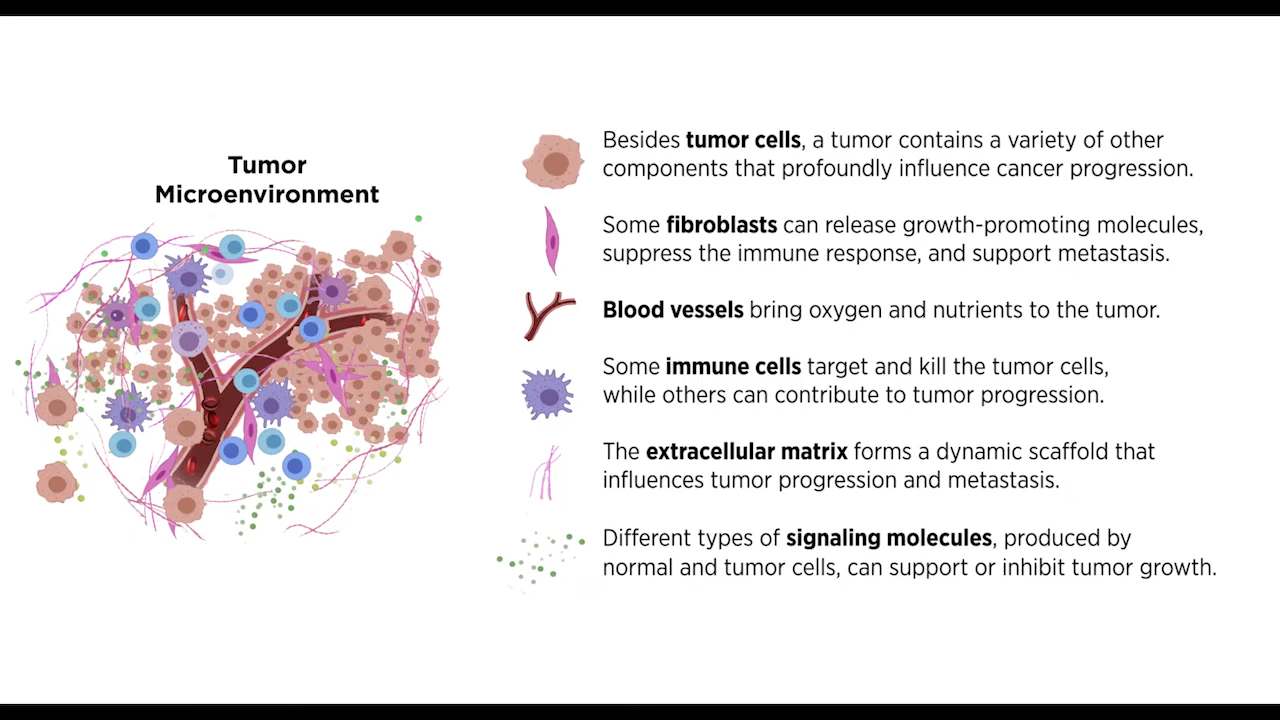 Tumor
Microenvironment
Besides tumor cells, a tumor contains a variety of other
components that profoundly influence cancer progression.
Some fibroblasts can release growth-promoting molecules,
suppress the immune response, and support metastasis.
Blood vessels bring oxygen and nutrients to the tumor.
Some immune cells target and kill the tumor cells,
while others can contribute to tumor progression.
The extracellular matrix forms a dynamic scaffold that
influences tumor progression and metastasis.
Different types of signaling molecules, produced by
normal and tumor cells, can support or inhibit tumor growth.